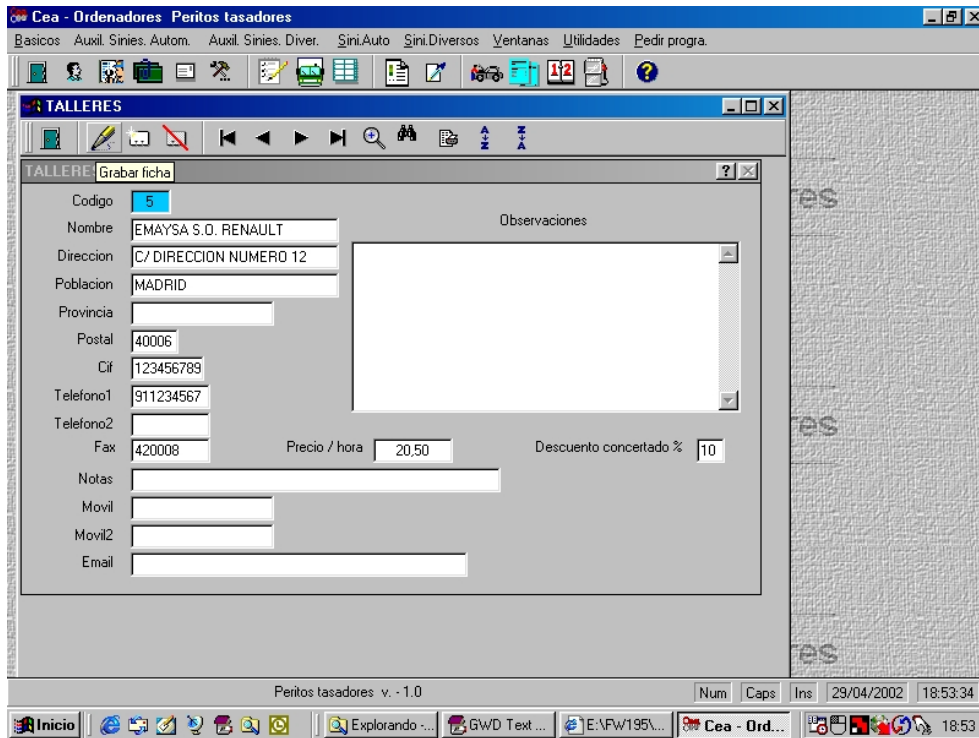 Cea - Ordenadores Peritos tasadores
Basicos Auxil. Sinies. Autom. Auxil. Sinies. Diver. Sini.Auto Sini.Diversos Ventanas Utilidades Pedir progra.
TALLERES
A Z Z A
TALLERE
Grabar ficha
Codigo 5
Observaciones
Nombre EMAYSA S.O. RENAULT
Direccion C/ DIRECCION NUMERO 12
Poblacion MADRID
Provincia
Postal 40006
Cif 123456789
Telefono1 911234567
Telefono2
Fax 420008 Precio / hora 20,50 Descuento concertado % 10
Notas
Movil
Movil2
Email
res
res
res
Peritos tasadores v. - 1.0 Num Caps Ins 29/04/2002 18:53:34
Inicio Explorando -... GWD Text ... E:\FW195\... Cea - Ord... 18:53